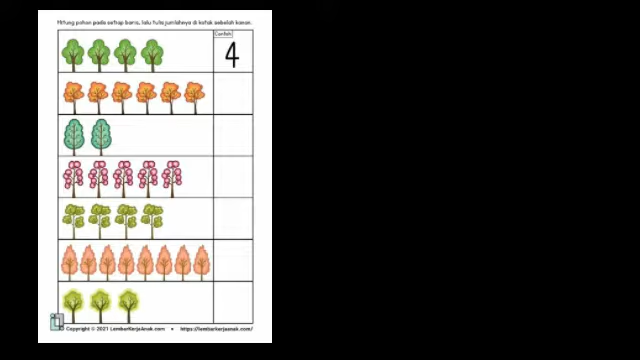 Hitung pohon pada setiap baris, lalu tulis jumlahnya di kotak sebelah kanan.
Contoh
4
Copyright © 2021 LembarKerjaAnak.com • https://lembarkerjaanak.com/